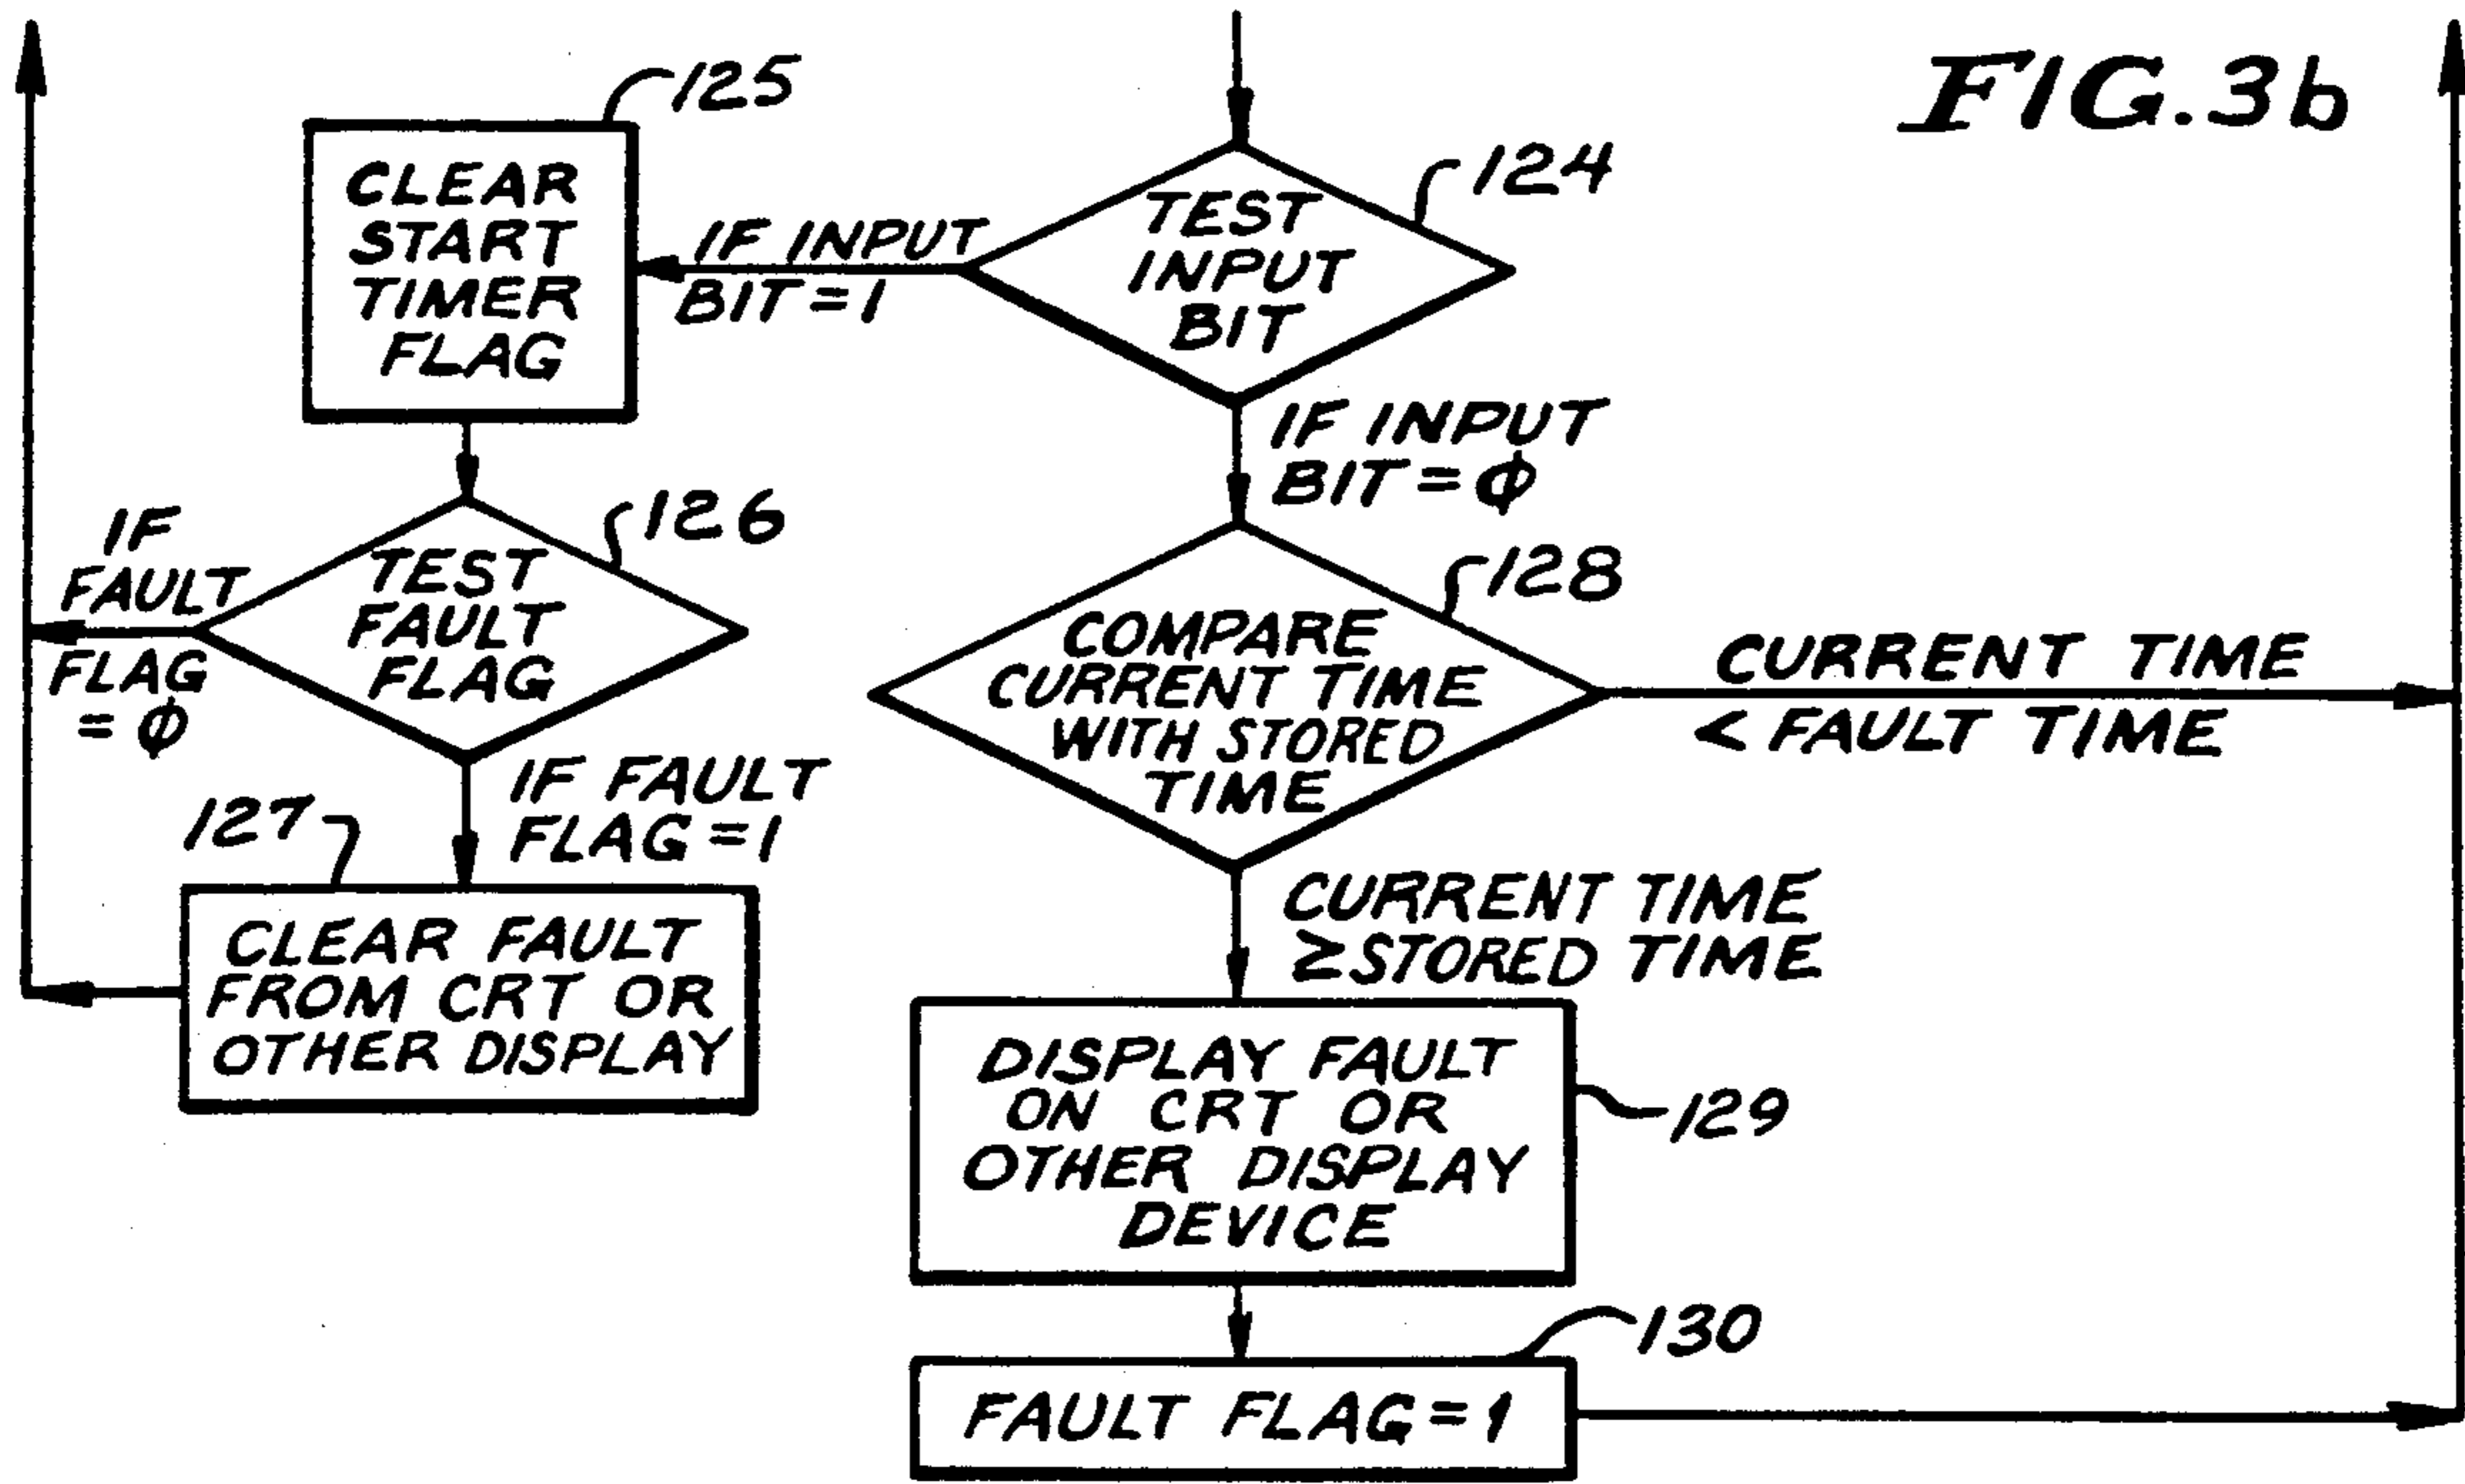 FIG.3b
125
CLEAR
START
TIMER
FLAG
IF INPUT
BIT=1
124
TEST
INPUT
BIT
IF INPUT
BIT=ϕ
126
TEST
FAULT
FLAG
IF
FAULT
FLAG
=ϕ
IF FAULT
FLAG=1
127
CLEAR FAULT
FROM CRT OR
OTHER DISPLAY
128
COMPARE
CURRENT TIME
WITH STORED
TIME
CURRENT TIME
< FAULT TIME
CURRENT TIME
≥STORED TIME
DISPLAY FAULT
ON CRT OR
OTHER DISPLAY
DEVICE
129
130
FAULT FLAG=1